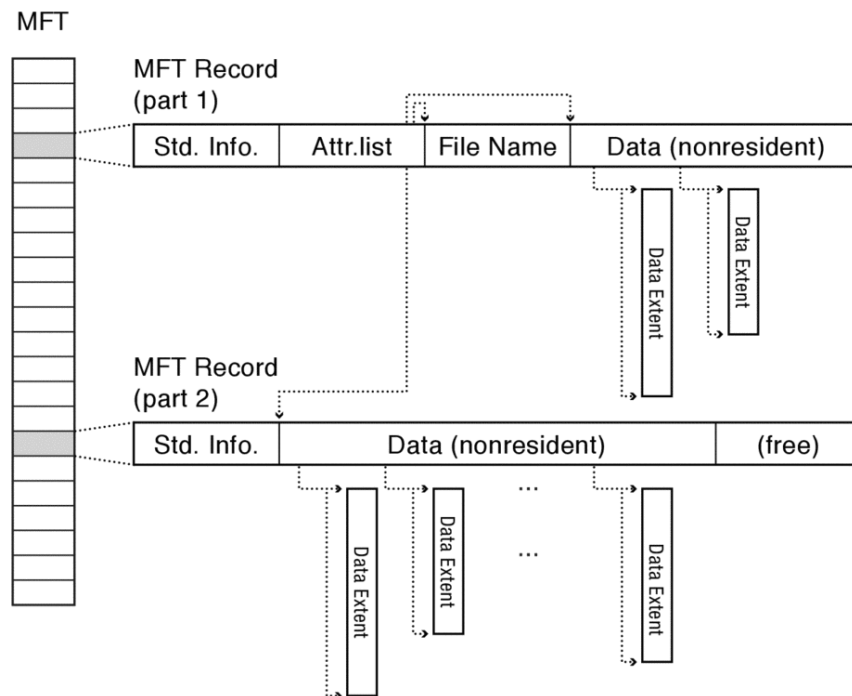 MFT
MFT Record
(part 1)
Std. Info.
Attr.list
File Name
Data (nonresident)
Data Extent
Data Extent
MFT Record
(part 2)
Std. Info.
Data (nonresident)
(free)
...
...
Data Extent
Data Extent
Data Extent